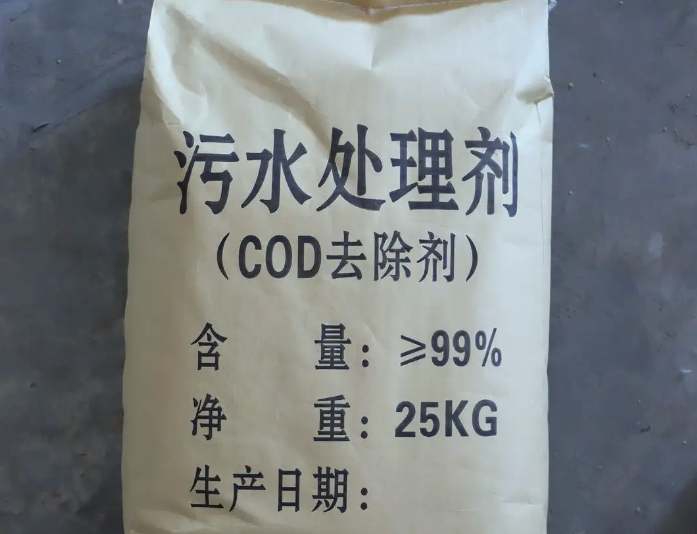 污水处理剂
（COD去除剂）
含 量：≥99%
净 重：25KG
生产日期：